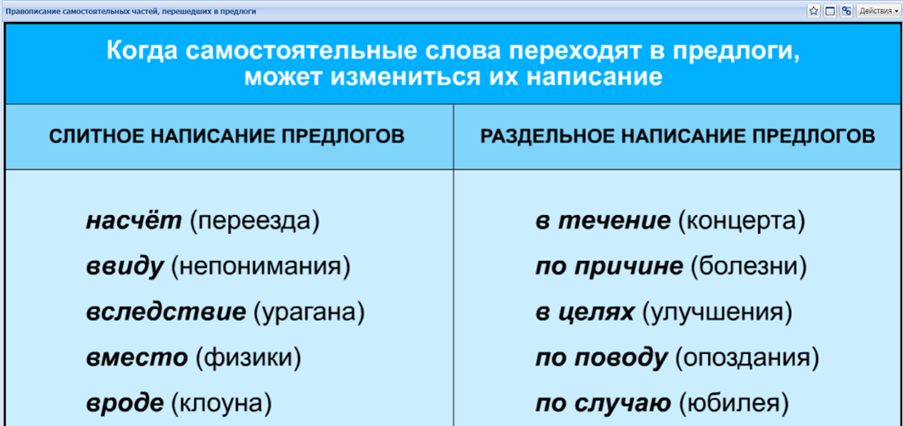 Правописание самостоятельных частей, перешедших в предлоги
Действия
Когда самостоятельные слова переходят в предлоги,
может измениться их написание
СЛИТНОЕ НАПИСАНИЕ ПРЕДЛОГОВ
РАЗДЕЛЬНОЕ НАПИСАНИЕ ПРЕДЛОГОВ
насчёт (переезда)
ввиду (непонимания)
вследствие (урагана)
вместо (физики)
вроде (клоуна)
в течение (концерта)
по причине (болезни)
в целях (улучшения)
по поводу (опоздания)
по случаю (юбилея)